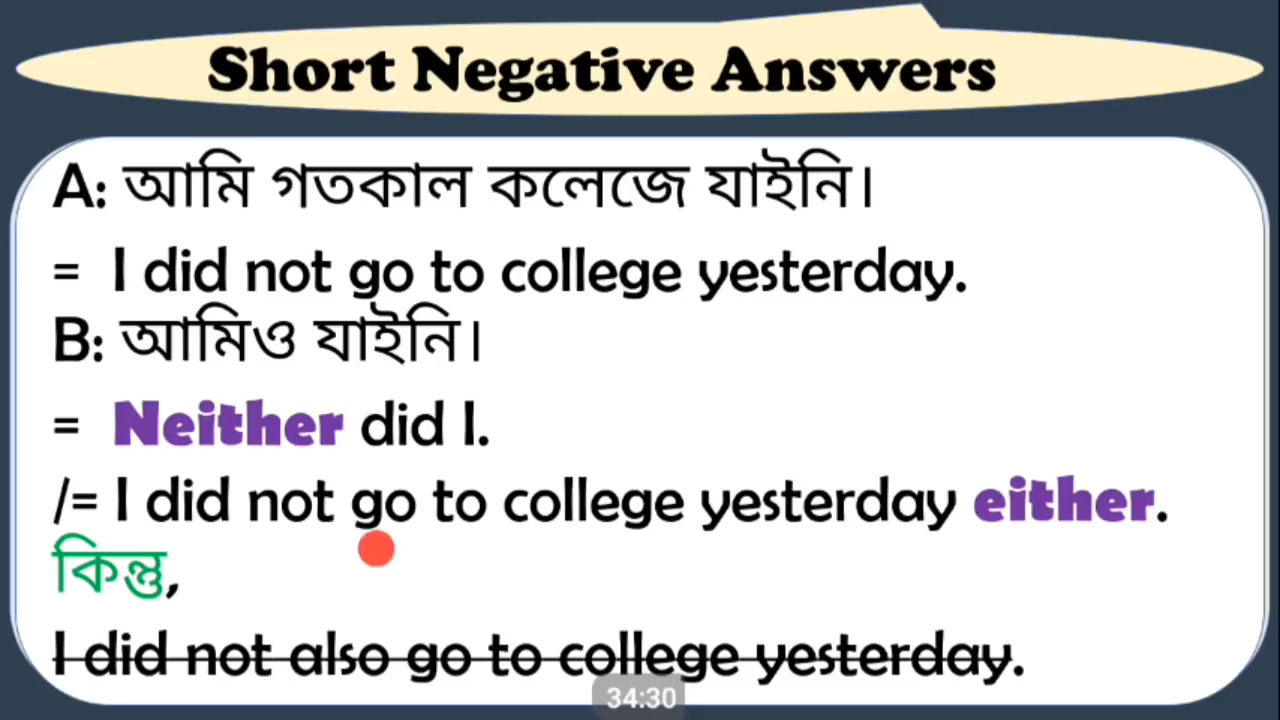 Short Negative Answers
A: আমি গতকাল কলেজে যাইনি।
= I did not go to college yesterday.
B: আমিও যাইনি।
= Neither did I.
/= I did not go to college yesterday either.
কিন্তু,
I did not also go to college yesterday.
34:30